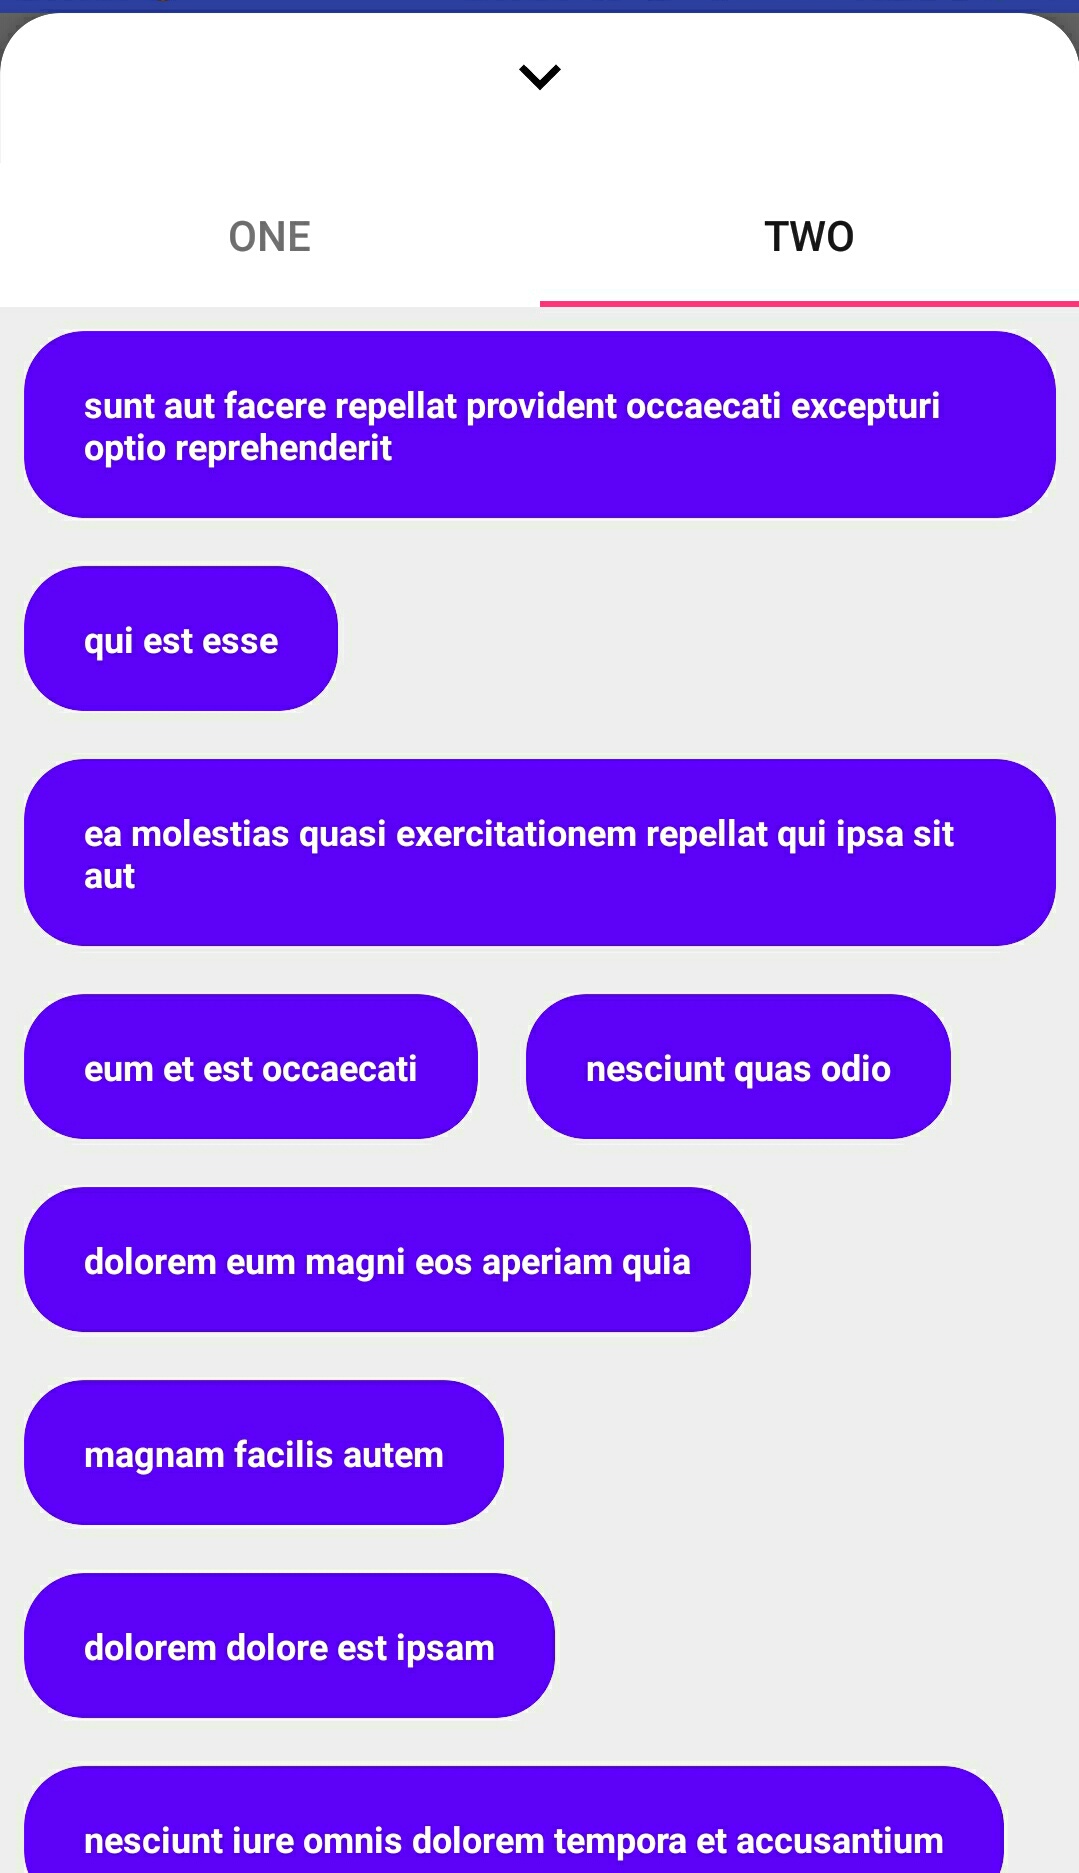 ONE
TWO
sunt aut facere repellat provident occaecati excepturi
optio reprehenderit
qui est esse
ea molestias quasi exercitationem repellat qui ipsa sit
aut
eum et est occaecati
nesciunt quas odio
dolorem eum magni eos aperiam quia
magnam facilis autem
dolorem dolore est ipsam
nesciunt iure omnis dolorem tempora et accusantium